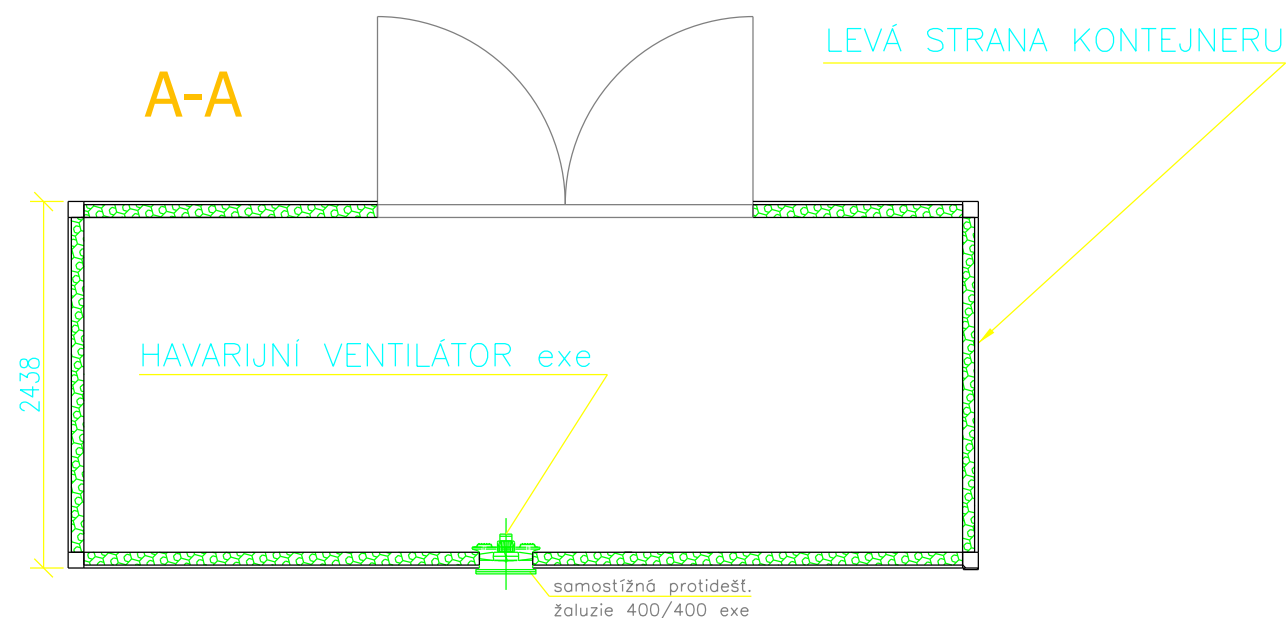 LEVÁ STRANA KONTEJNERU
A-A
HAVARIJNÍ VENTILÁTOR exe
2438
samostížná protidešť.
žaluzie 400/400 exe